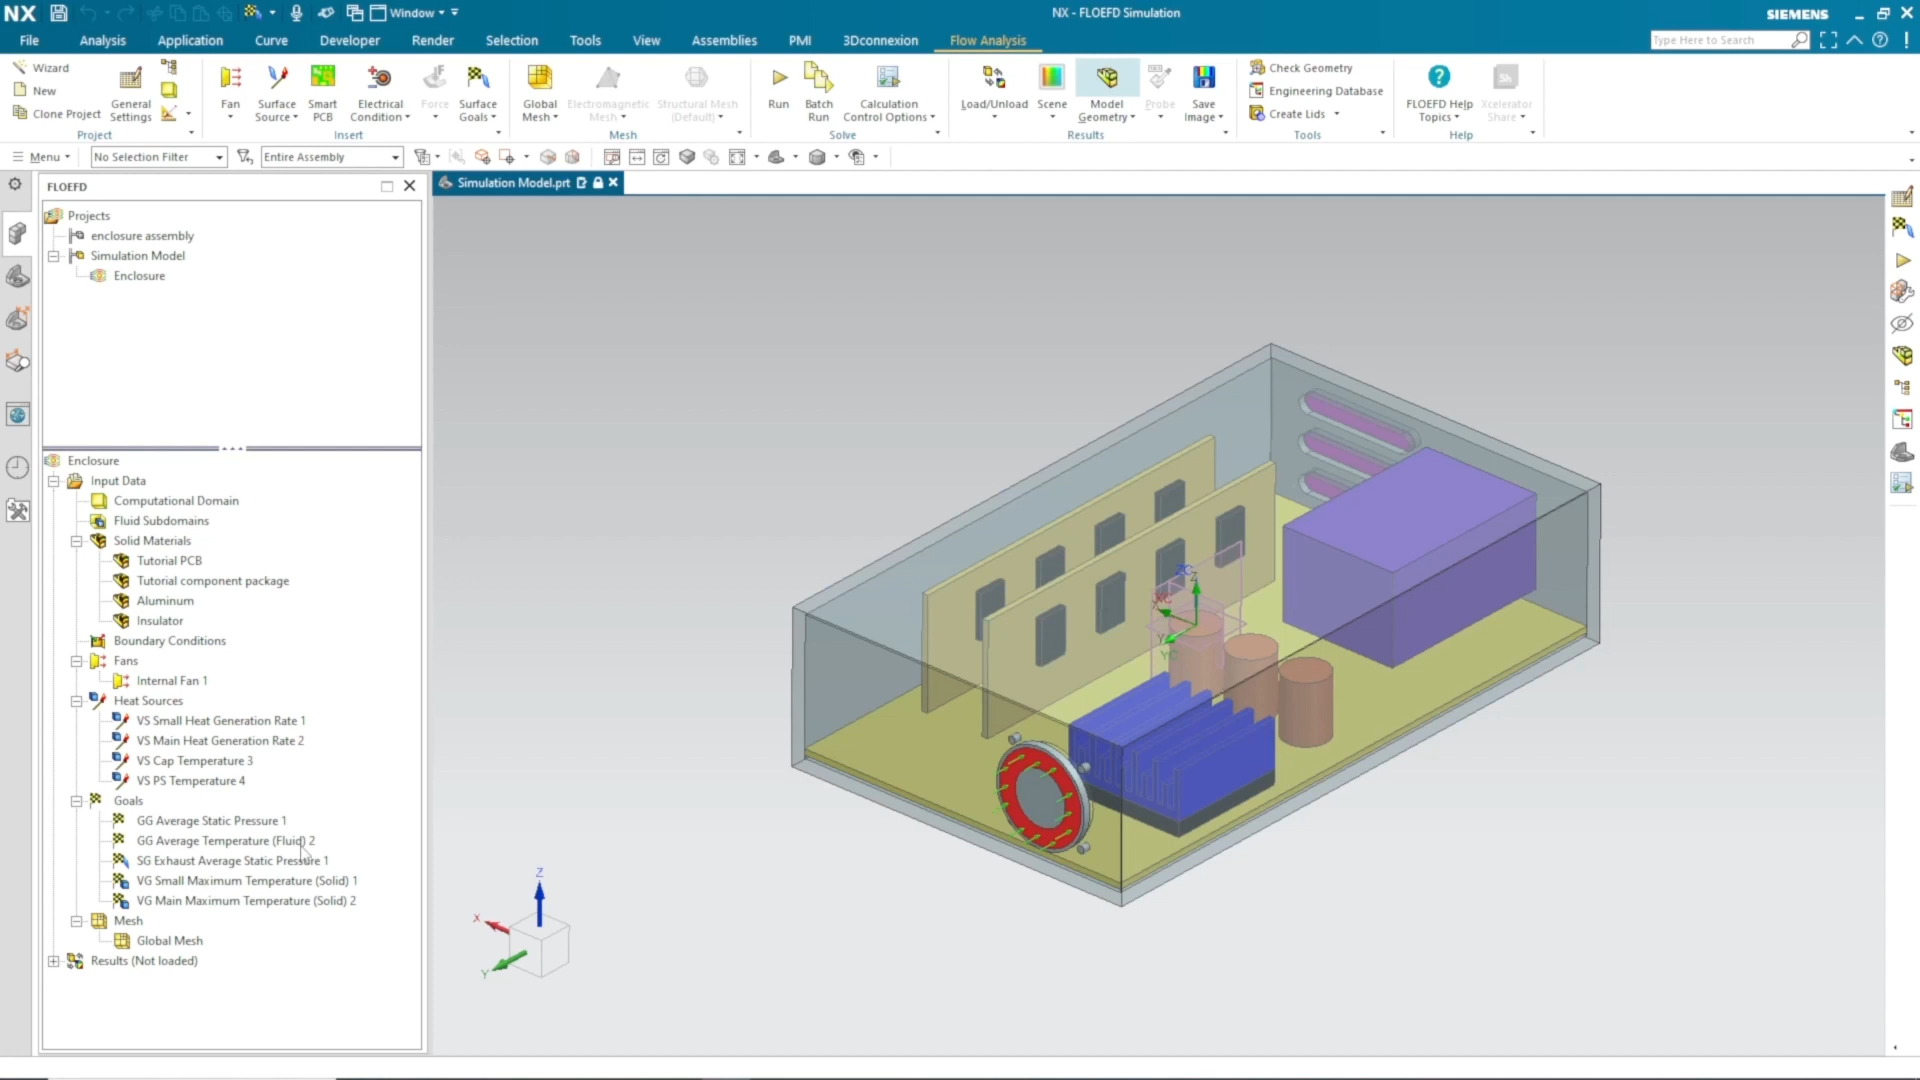 NX
Window
NX - FLOEFD Simulation
SIEMENS
File Analysis Application Curve Developer Render Selection Tools View Assemblies PMI 3Dconnexion Flow Analysis
Type Here to Search
Wizard
New
Clone Project
General Settings
Project
Fan
Surface Source
Smart PCB
Electrical Condition
Force
Surface Goals
Insert
Global Mesh
Electromagnetic Mesh
Structural Mesh (Default)
Mesh
Run
Batch Run
Calculation Control Options
Solve
Load/Unload
Scene
Model Geometry
Probe
Save Image
Results
Check Geometry
Engineering Database
Create Lids
Tools
FLOEFD Help Topics
Sh
Xcelerator Share
Help
Menu
No Selection Filter
Entire Assembly
FLOEFD
Simulation Model.prt
Projects
enclosure assembly
Simulation Model
Enclosure
Enclosure
Input Data
Computational Domain
Fluid Subdomains
Solid Materials
Tutorial PCB
Tutorial component package
Aluminum
Insulator
Boundary Conditions
Fans
Internal Fan 1
Heat Sources
VS Small Heat Generation Rate 1
VS Main Heat Generation Rate 2
VS Cap Temperature 3
VS PS Temperature 4
Goals
GG Average Static Pressure 1
GG Average Temperature (Fluid) 2
SG Exhaust Average Static Pressure 1
VG Small Maximum Temperature (Solid) 1
VG Main Maximum Temperature (Solid) 2
Mesh
Global Mesh
Results (Not loaded)
ZC
Z
Z
X
Y